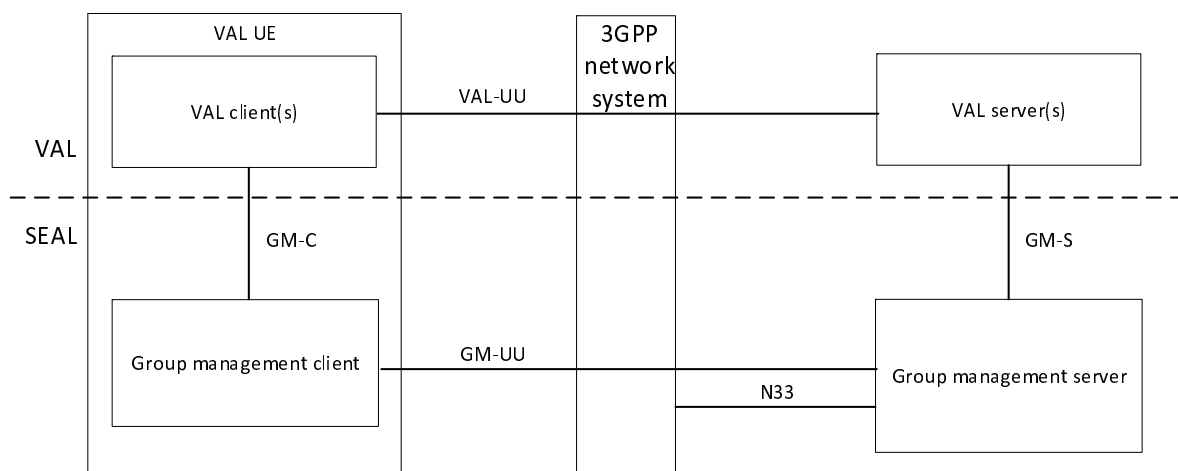 VAL UE
3GPP
network
system
VAL client(s)
VAL-UU
VAL server(s)
VAL
SEAL
GM-C
GM-S
Group management client
GM-UU
Group management server
N33